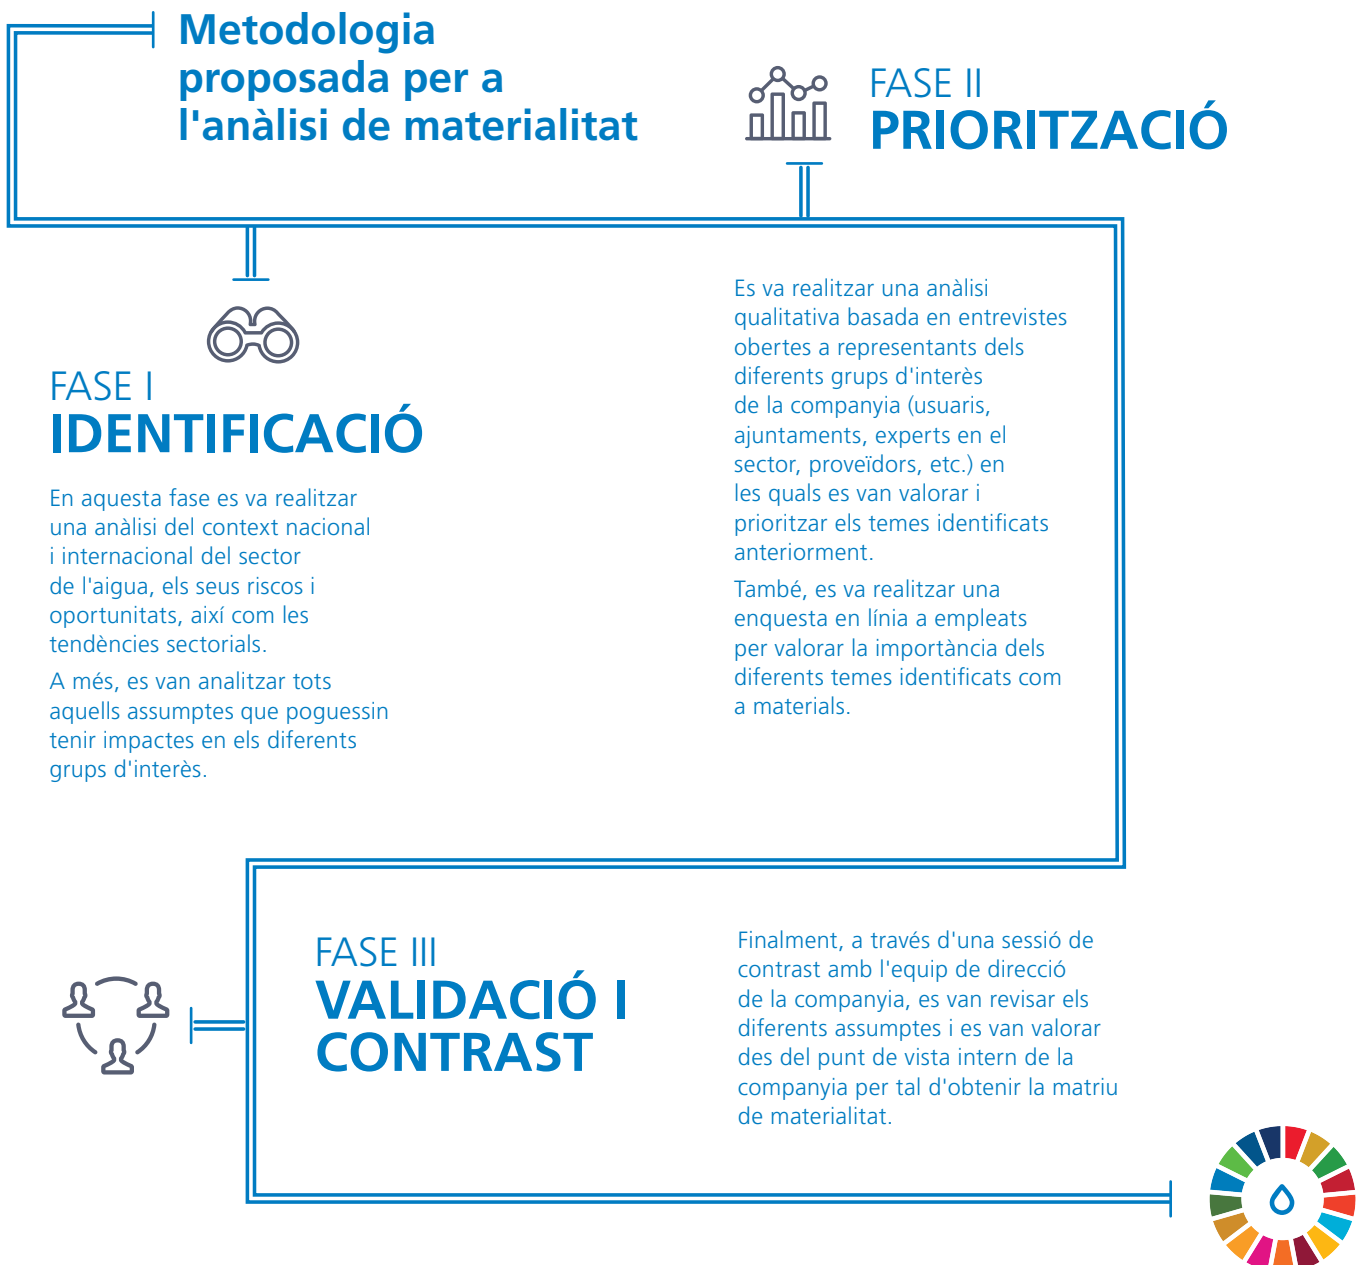 Metodologia
proposada per a
l'anàlisi de materialitat
FASE I
IDENTIFICACIÓ
En aquesta fase es va realitzar
una anàlisi del context nacional
i internacional del sector
de l'aigua, els seus riscos i
oportunitats, així com les
tendències sectorials.
A més, es van analitzar tots
aquells assumptes que poguessin
tenir impactes en els diferents
grups d'interès.
FASE II
PRIORITZACIÓ
Es va realitzar una anàlisi
qualitativa basada en entrevistes
obertes a representants dels
diferents grups d'interès
de la companyia (usuaris,
ajuntaments, experts en el
sector, proveïdors, etc.) en
les quals es van valorar i
prioritzar els temes identificats
anteriorment.
També, es va realitzar una
enquesta en línia a empleats
per valorar la importància dels
diferents temes identificats com
a materials.
FASE III
VALIDACIÓ I
CONTRAST
Finalment, a través d'una sessió de
contrast amb l'equip de direcció
de la companyia, es van revisar els
diferents assumptes i es van valorar
des del punt de vista intern de la
companyia per tal d'obtenir la matriu
de materialitat.